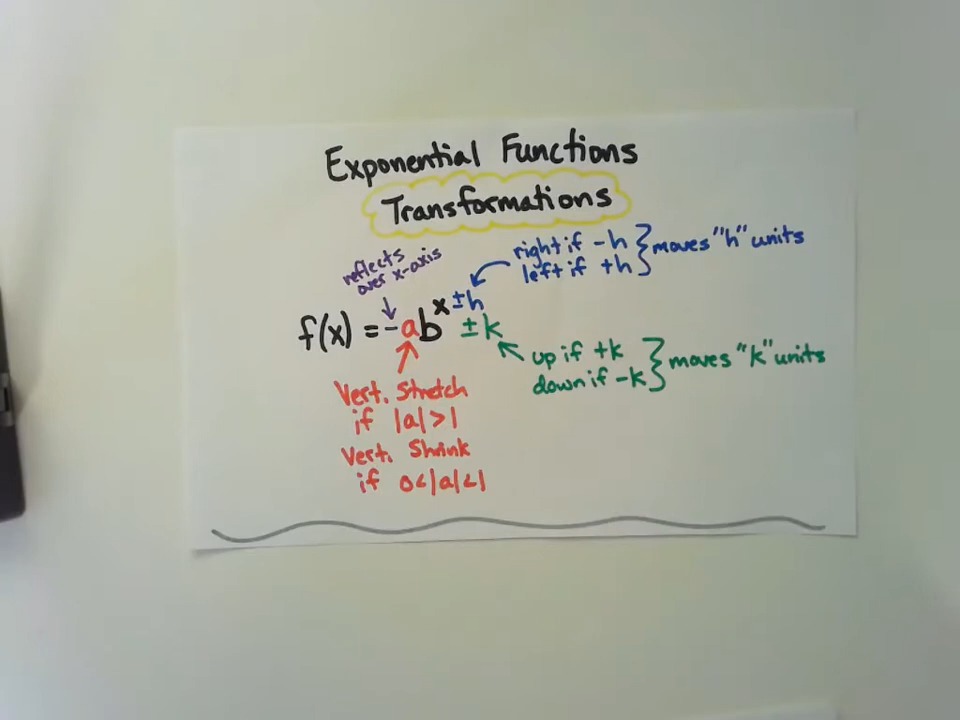 Exponential Functions
Transformations
reflects
over x-axis
right if -h } moves "h" units
left if +h
f(x) = -ab^x±h ±k
up if +k } moves "k" units
down if -k
Vert. Stretch
if |a|>1
Vert. Shrink
if 0<|a|<1